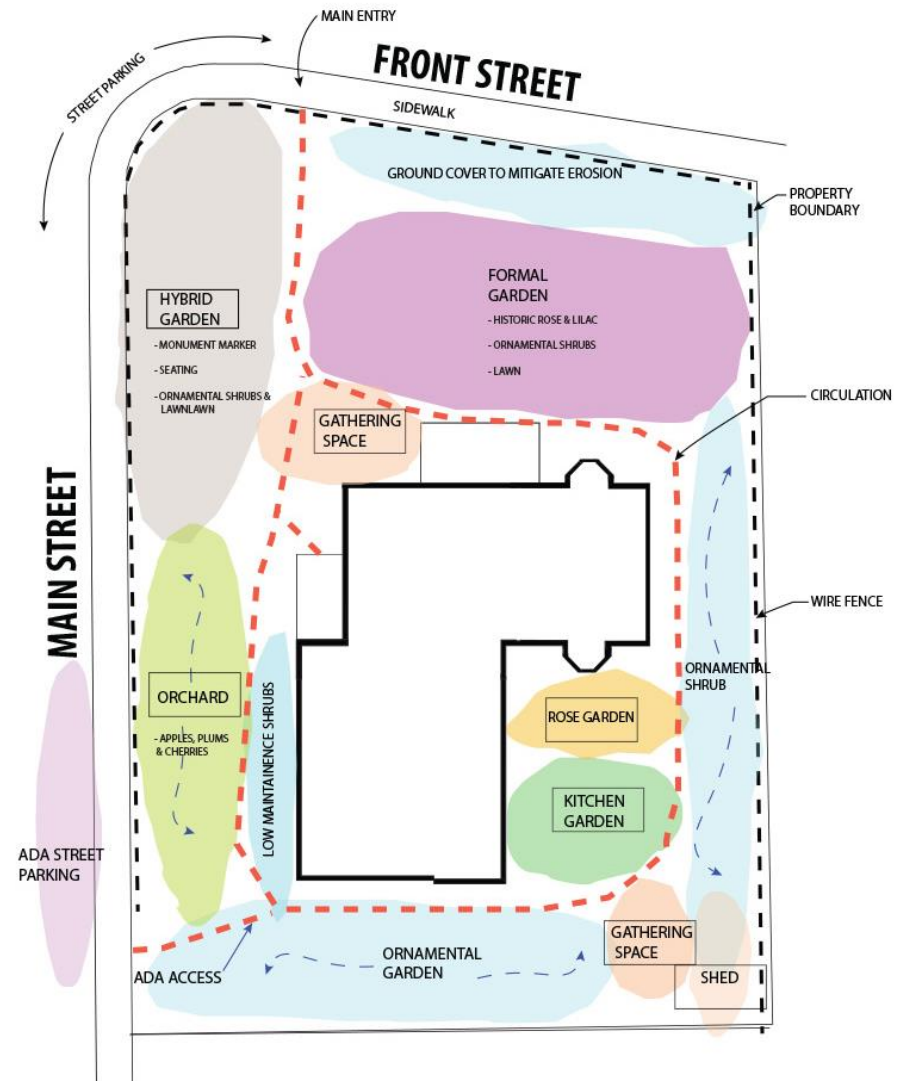 MAIN ENTRY
STREET PARKING
FRONT STREET
SIDEWALK
GROUND COVER TO MITIGATE EROSION
PROPERTY
BOUNDARY
HYBRID
GARDEN
- MONUMENT MARKER
- SEATING
- ORNAMENTAL SHRUBS &
LAWNLAWN
FORMAL
GARDEN
- HISTORIC ROSE & LILAC
- ORNAMENTAL SHRUBS
- LAWN
CIRCULATION
GATHERING
SPACE
MAIN STREET
WIRE FENCE
ORCHARD
- APPLES, PLUMS
& CHERRIES
LOW MAINTAINENCE SHRUBS
ORNAMENTAL
SHRUB
ROSE GARDEN
KITCHEN
GARDEN
ADA STREET
PARKING
ADA ACCESS
ORNAMENTAL
GARDEN
GATHERING
SPACE
SHED